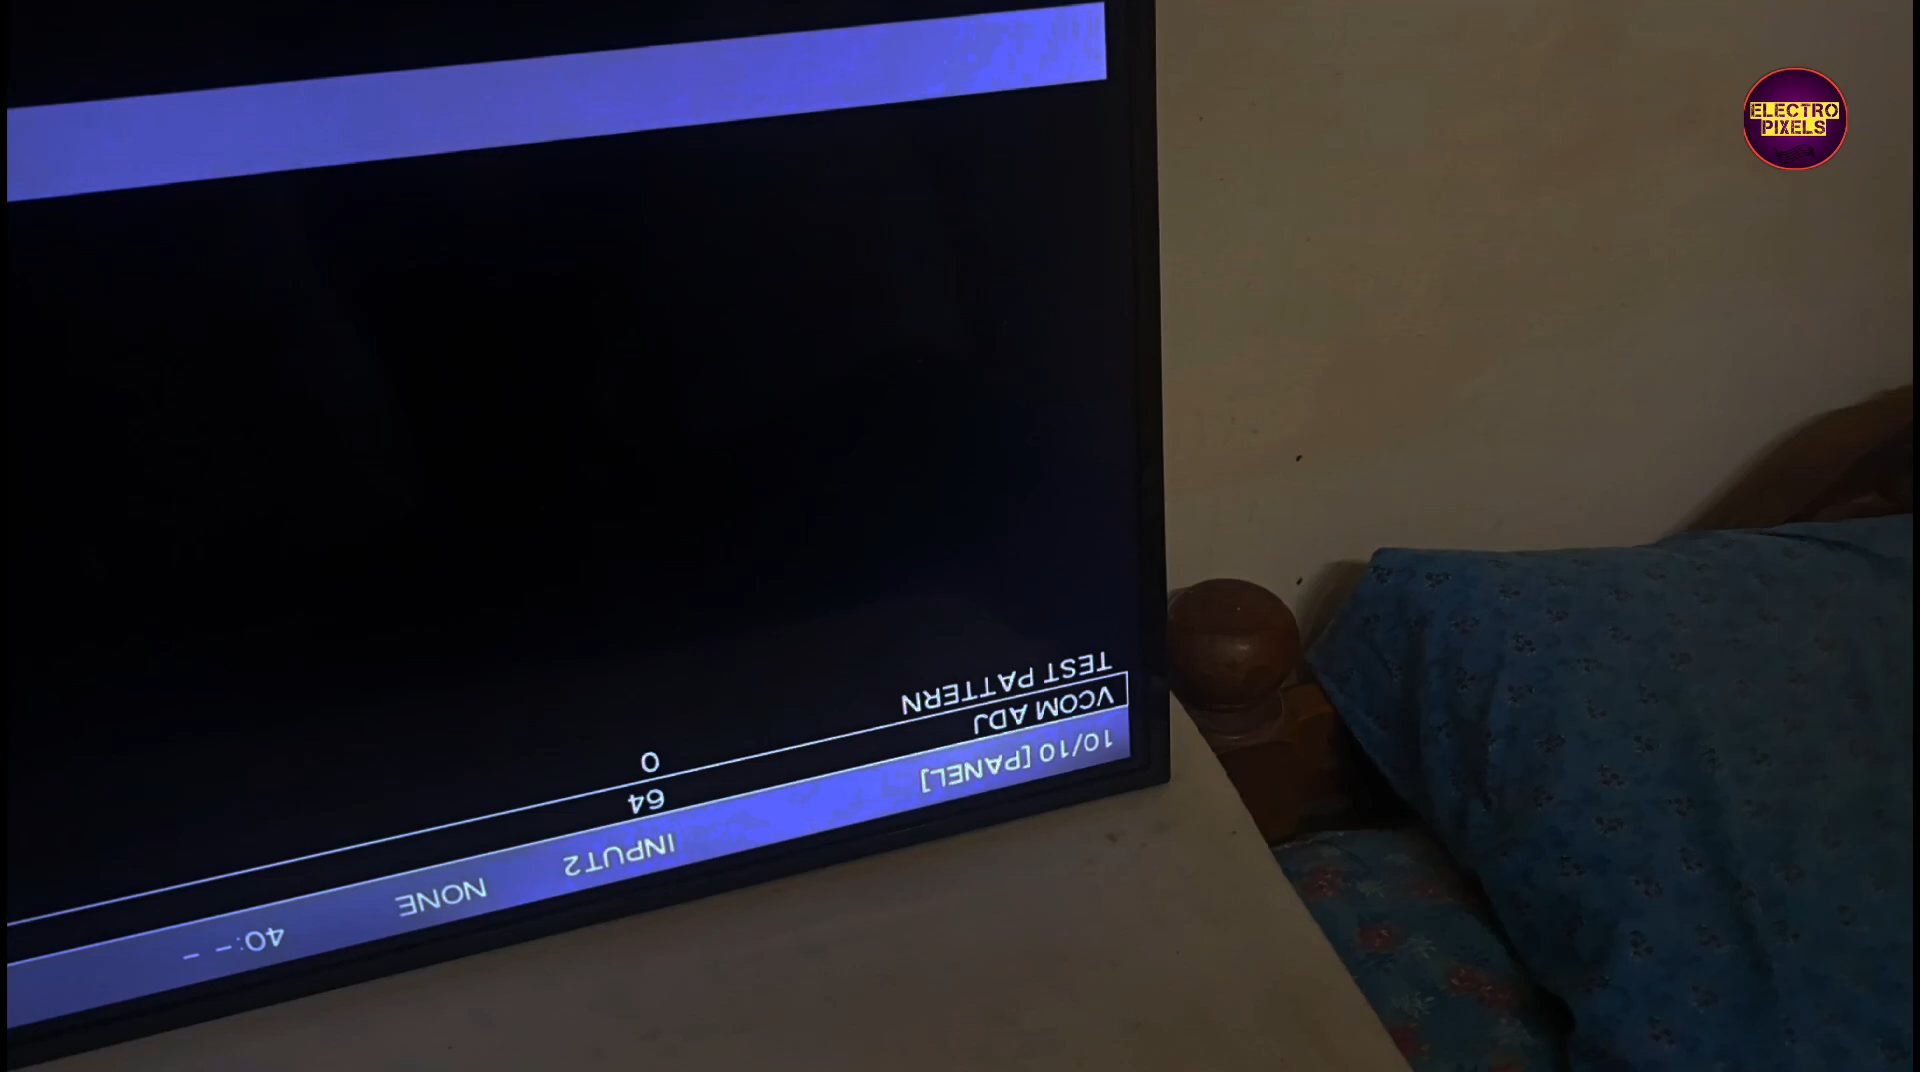 ELECTRO
PIXELS
10/10 [PANEL] INPUT2 NONE 40:- -
VCOM ADJ 64
TEST PATTERN 0